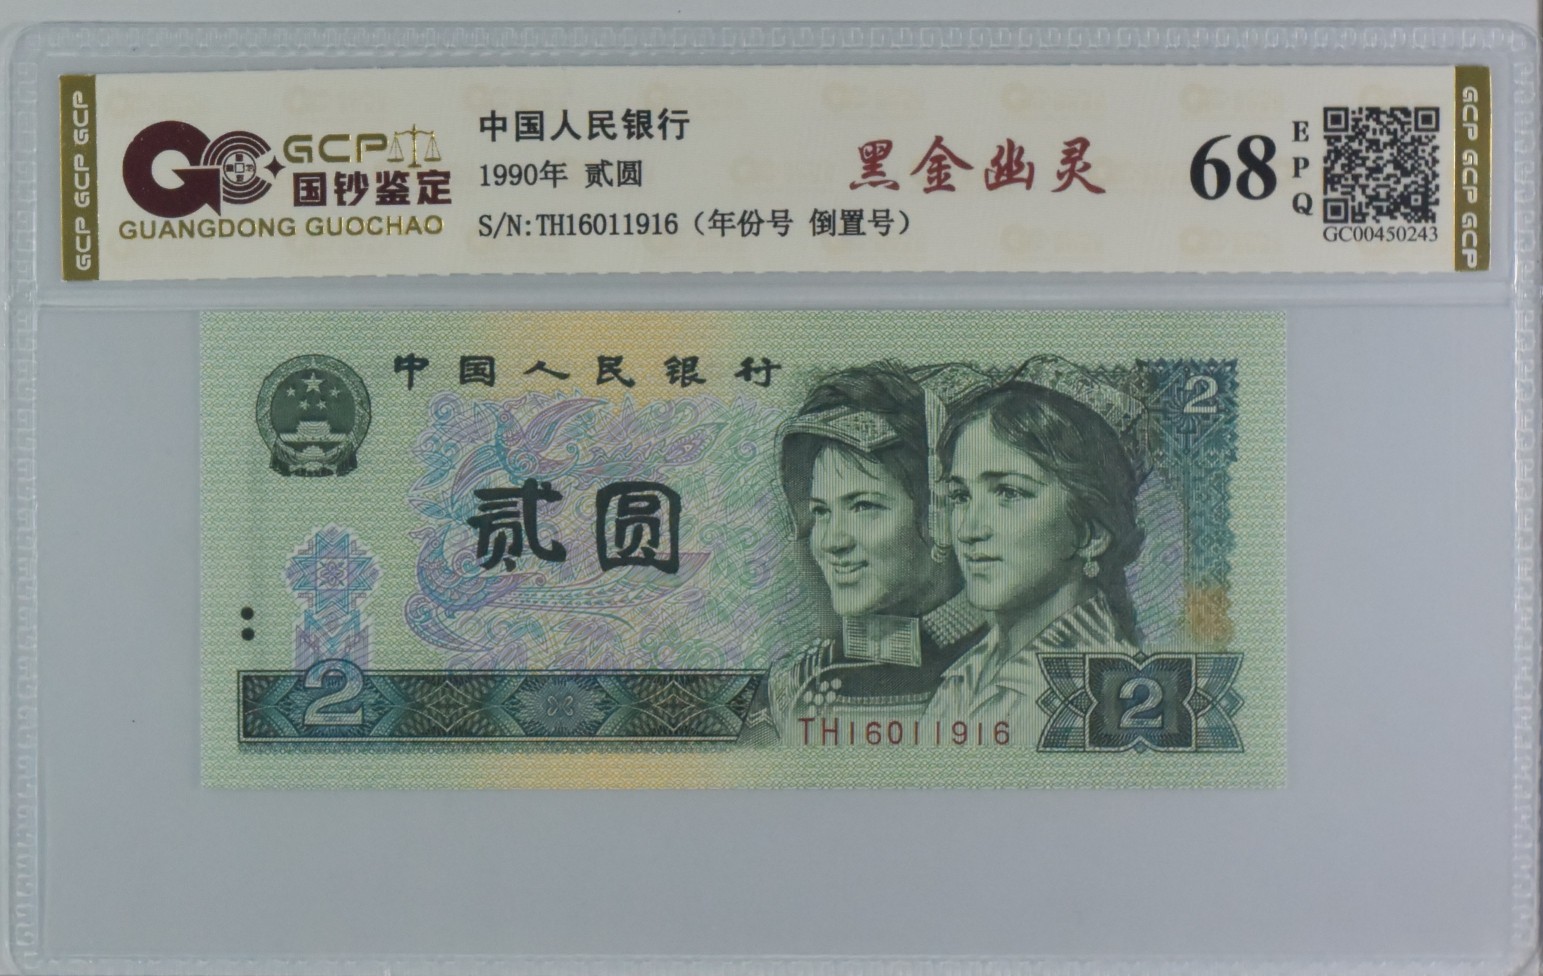 GCP GCP GCP
GCP
国钞鉴定
GUANGDONG GUOCHAO
中国人民银行
1990年 贰圆
S/N:TH16011916（年份号 倒置号）
黑金幽灵
68
EPQ
GC00450243
GCP GCP GCP
中国人民银行
2
贰圆
2
TH16011916
2